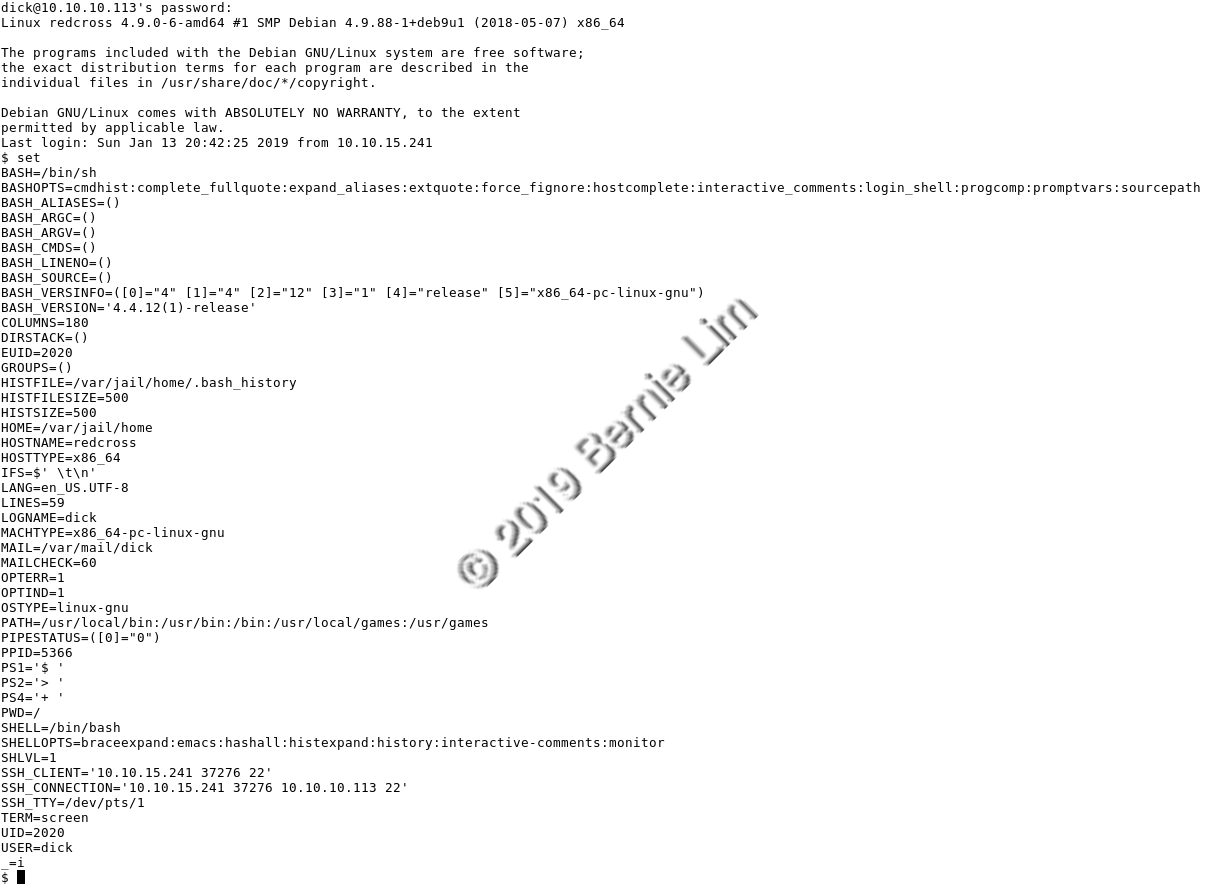 dick@10.10.10.113's password:
Linux redcross 4.9.0-6-amd64 #1 SMP Debian 4.9.88-1+deb9u1 (2018-05-07) x86_64
The programs included with the Debian GNU/Linux system are free software;
the exact distribution terms for each program are described in the
individual files in /usr/share/doc/*/copyright.
Debian GNU/Linux comes with ABSOLUTELY NO WARRANTY, to the extent
permitted by applicable law.
Last login: Sun Jan 13 20:42:25 2019 from 10.10.15.241
$ set
BASH=/bin/sh
BASHOPTS=cmdhist:complete_fullquote:expand_aliases:extquote:force_fignore:hostcomplete:interactive_comments:login_shell:progcomp:promptvars:sourcepath
BASH_ALIASES=()
BASH_ARGC=()
BASH_ARGV=()
BASH_CMDS=()
BASH_LINENO=()
BASH_SOURCE=()
BASH_VERSINFO=([0]="4" [1]="4" [2]="12" [3]="1" [4]="release" [5]="x86_64-pc-linux-gnu")
BASH_VERSION='4.4.12(1)-release'
COLUMNS=180
DIRSTACK=()
EUID=2020
GROUPS=()
HISTFILE=/var/jail/home/.bash_history
HISTFILESIZE=500
HISTSIZE=500
HOME=/var/jail/home
HOSTNAME=redcross
HOSTTYPE=x86_64
IFS=$' \t\n'
LANG=en_US.UTF-8
LINES=59
LOGNAME=dick
MACHTYPE=x86_64-pc-linux-gnu
MAIL=/var/mail/dick
MAILCHECK=60
OPTERR=1
OPTIND=1
OSTYPE=linux-gnu
PATH=/usr/local/bin:/usr/bin:/bin:/usr/local/games:/usr/games
PIPESTATUS=([0]="0")
PPID=5366
PS1='$ '
PS2='> '
PS4='+ '
PWD=/
SHELL=/bin/bash
SHELLOPTS=braceexpand:emacs:hashall:histexpand:history:interactive-comments:monitor
SHLVL=1
SSH_CLIENT='10.10.15.241 37276 22'
SSH_CONNECTION='10.10.15.241 37276 10.10.10.113 22'
SSH_TTY=/dev/pts/1
TERM=screen
UID=2020
USER=dick
_=i
$
© 2019 Bernie Lim